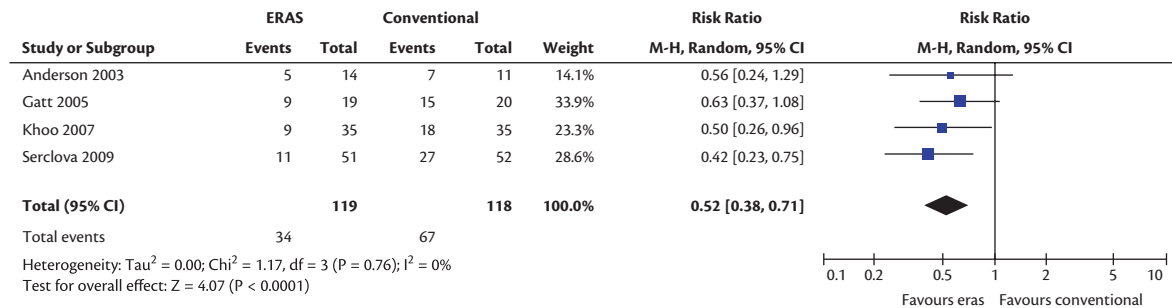 ERAS Conventional Risk Ratio Risk Ratio
Study or Subgroup Events Total Events Total Weight M-H, Random, 95% CI M-H, Random, 95% CI
Anderson 2003 5 14 7 11 14.1% 0.56 [0.24, 1.29]
Gatt 2005 9 19 15 20 33.9% 0.63 [0.37, 1.08]
Khoo 2007 9 35 18 35 23.3% 0.50 [0.26, 0.96]
Serclova 2009 11 51 27 52 28.6% 0.42 [0.23, 0.75]
Total (95% CI) 119 118 100.0% 0.52 [0.38, 0.71]
Total events 34 67
Heterogeneity: Tau² = 0.00; Chi² = 1.17, df = 3 (P = 0.76); I² = 0%
Test for overall effect: Z = 4.07 (P < 0.0001)
0.1 0.2 0.5 1 2 5 10
Favours eras Favours conventional